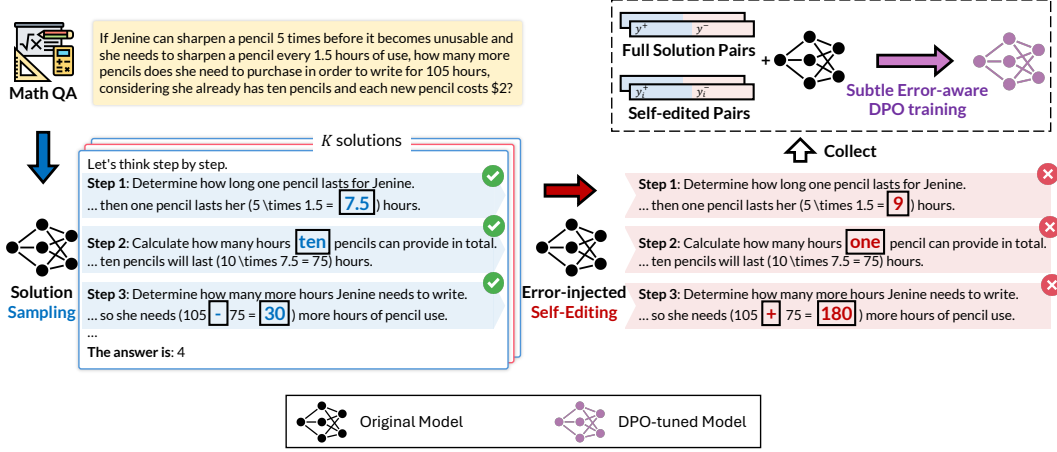 Math QA
If Jenine can sharpen a pencil 5 times before it becomes unusable and
she needs to sharpen a pencil every 1.5 hours of use, how many more
pencils does she need to purchase in order to write for 105 hours,
considering she already has ten pencils and each new pencil costs $2?
y⁺ y⁻
Full Solution Pairs
+
y_i⁺ y_i⁻
Self-edited Pairs
Subtle Error-aware
DPO training
Collect
K solutions
Let's think step by step.
Step 1: Determine how long one pencil lasts for Jenine.
... then one pencil lasts her (5 \times 1.5 = 7.5 ) hours.
Step 2: Calculate how many hours ten pencils can provide in total.
... ten pencils will last (10 \times 7.5 = 75) hours.
Step 3: Determine how many more hours Jenine needs to write.
... so she needs (105 - 75 = 30 ) more hours of pencil use.
...
The answer is: 4
Solution
Sampling
Error-injected
Self-Editing
Step 1: Determine how long one pencil lasts for Jenine.
... then one pencil lasts her (5 \times 1.5 = 9 ) hours.
Step 2: Calculate how many hours one pencil can provide in total.
... ten pencils will last (10 \times 7.5 = 75) hours.
Step 3: Determine how many more hours Jenine needs to write.
... so she needs (105 + 75 = 180 ) more hours of pencil use.
Original Model
DPO-tuned Model